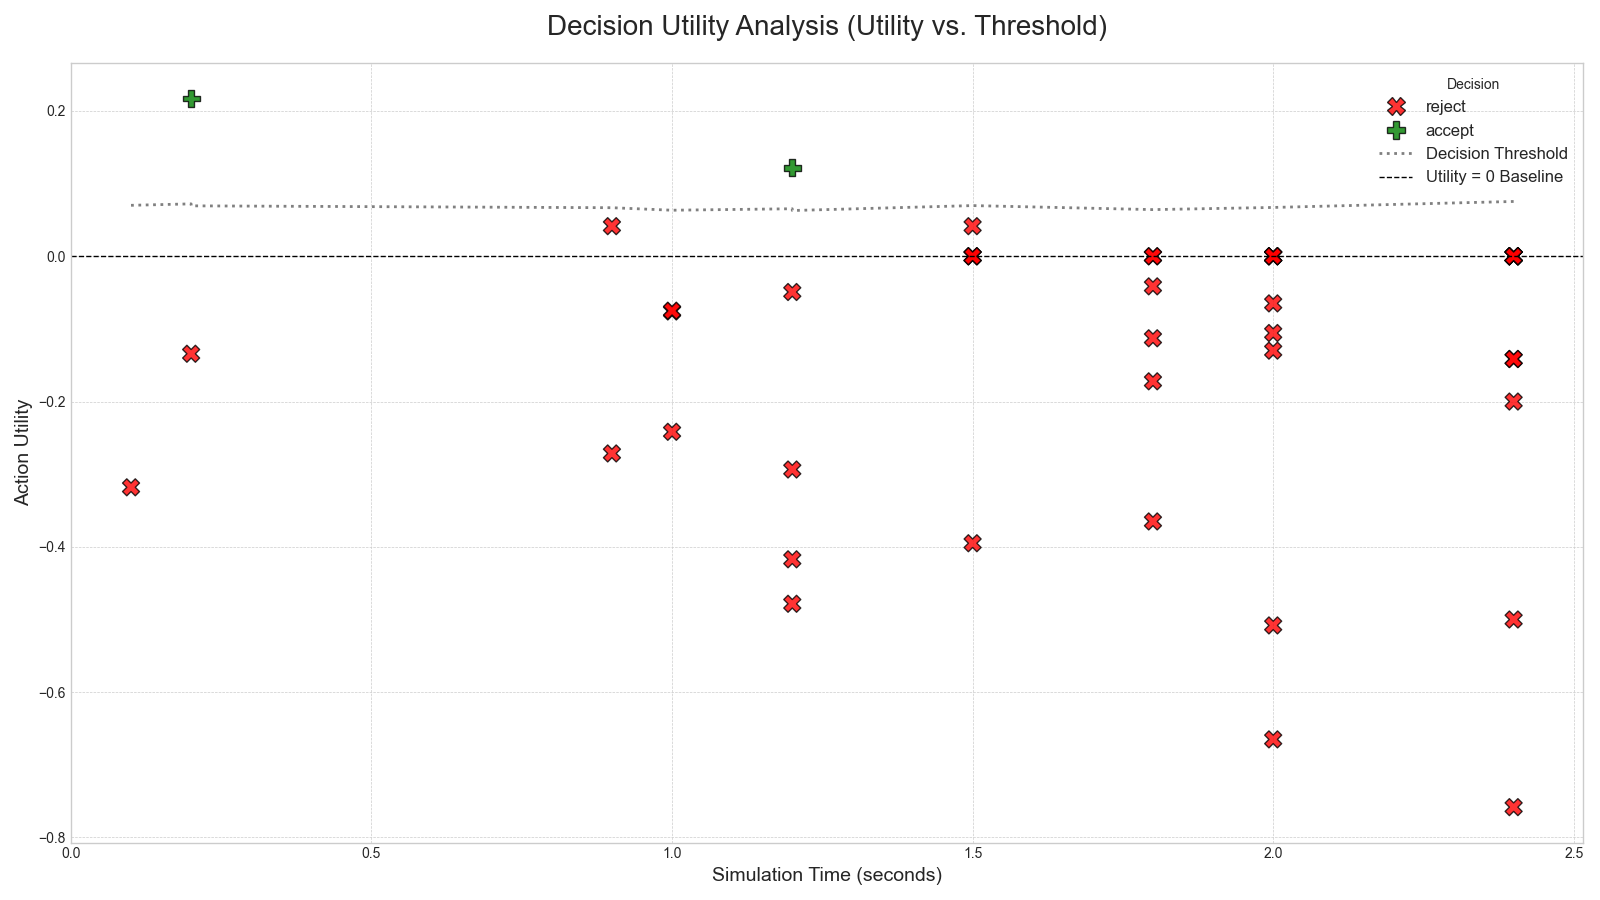 Decision Utility Analysis (Utility vs. Threshold)
Decision
reject
accept
Decision Threshold
Utility = 0 Baseline
Action Utility
0.2
0.0
−0.2
−0.4
−0.6
−0.8
0.0 0.5 1.0 1.5 2.0 2.5
Simulation Time (seconds)